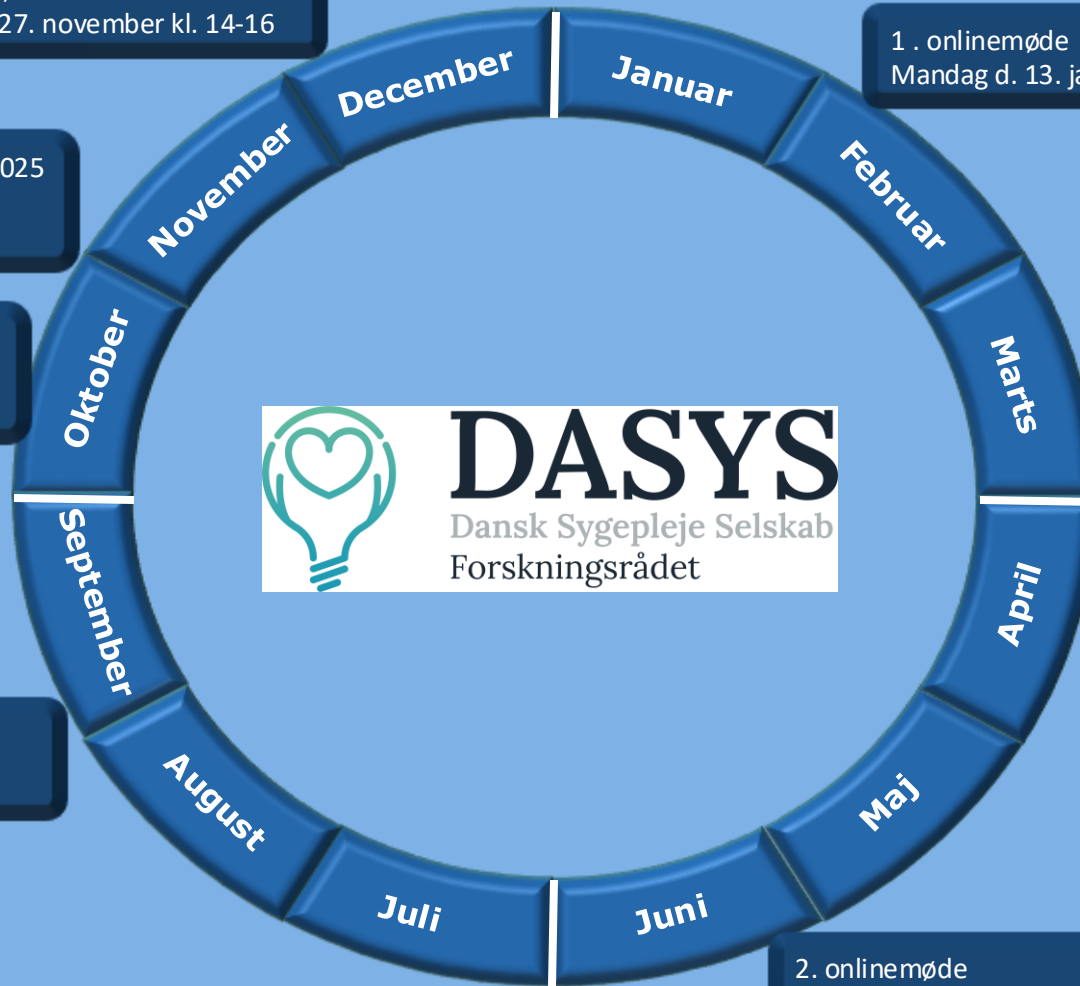 27. november kl. 14-16
1 . onlinemøde
Mandag d. 13.
025
December
Januar
November
Februar
Oktober
Marts
DASYS
Dansk Sygepleje Selskab
Forskningsrådet
September
April
August
Maj
Juli
Juni
2. onlinemøde